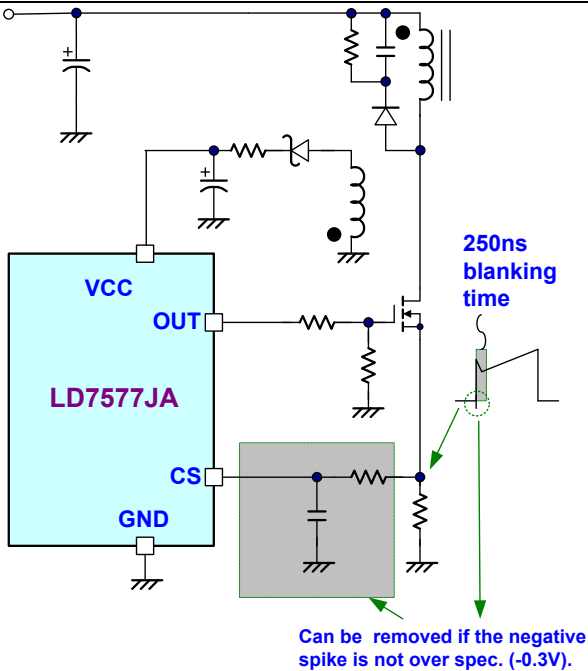 +
+
250ns
blanking
time
VCC
OUT
LD7577JA
CS
GND
Can be removed if the negative
spike is not over spec. (-0.3V).